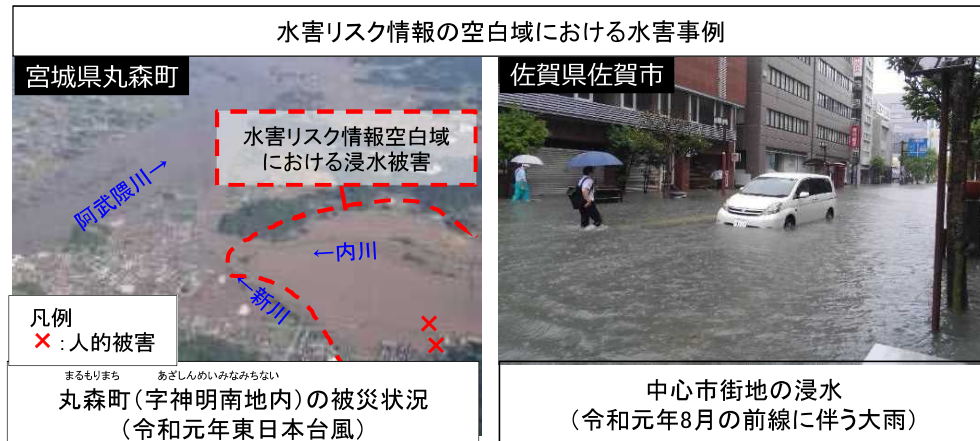 水害リスク情報の空白域における水害事例
宮城県丸森町
水害リスク情報空白域
における浸水被害
阿武隈川→
←内川
←新川
凡例
×：人的被害
まるもりまち　あざしんめいみなみちない
丸森町（字神明南地内）の被災状況
（令和元年東日本台風）
佐賀県佐賀市
中心市街地の浸水
（令和元年8月の前線に伴う大雨）